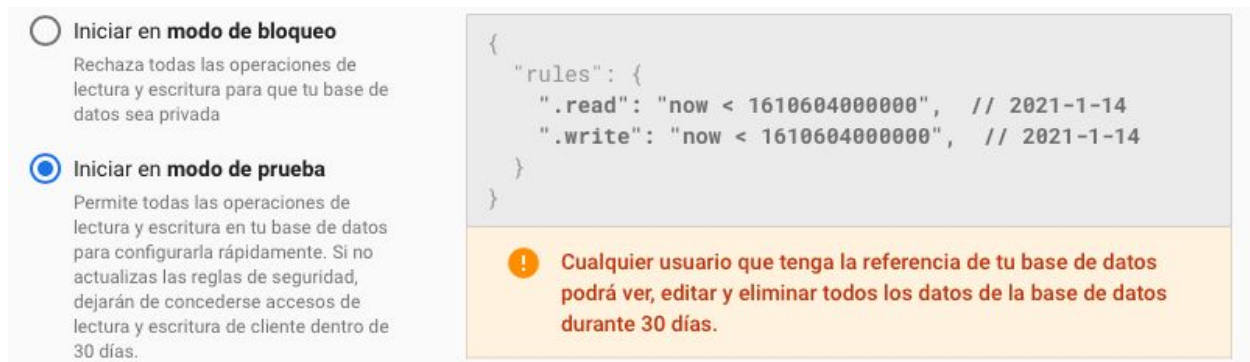 Iniciar en modo de bloqueo
Rechaza todas las operaciones de
lectura y escritura para que tu base de
datos sea privada
Iniciar en modo de prueba
Permite todas las operaciones de
lectura y escritura en tu base de datos
para configurarla rápidamente. Si no
actualizas las reglas de seguridad,
dejarán de concederse accesos de
lectura y escritura de cliente dentro de
30 días.
{
"rules": {
".read": "now < 1610604000000", // 2021-1-14
".write": "now < 1610604000000", // 2021-1-14
}
}
Cualquier usuario que tenga la referencia de tu base de datos
podrá ver, editar y eliminar todos los datos de la base de datos
durante 30 días.